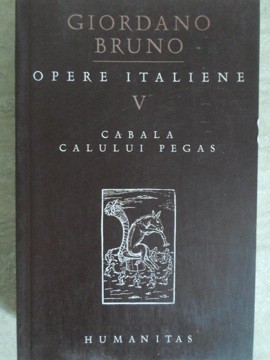 GIORDANO
BRUNO
OPERE ITALIENE
V
CABALA
CALULUI PEGAS
HUMANITAS